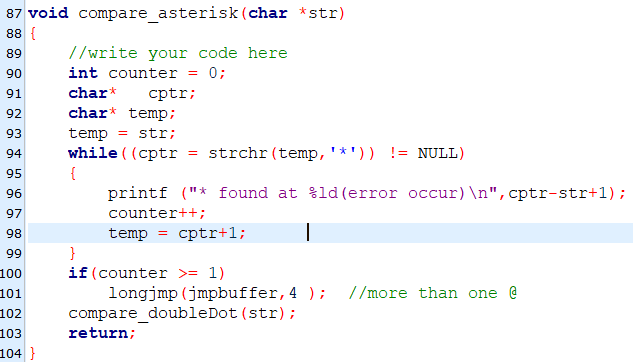 87 void compare_asterisk(char *str)
88 {
89 //write your code here
90 int counter = 0;
91 char* cptr;
92 char* temp;
93 temp = str;
94 while((cptr = strchr(temp,'*')) != NULL)
95 {
96 printf ("* found at %ld(error occur)\n",cptr-str+1);
97 counter++;
98 temp = cptr+1;
99 }
100 if(counter >= 1)
101 longjmp(jmpbuffer,4 ); //more than one @
102 compare_doubleDot(str);
103 return;
104 }